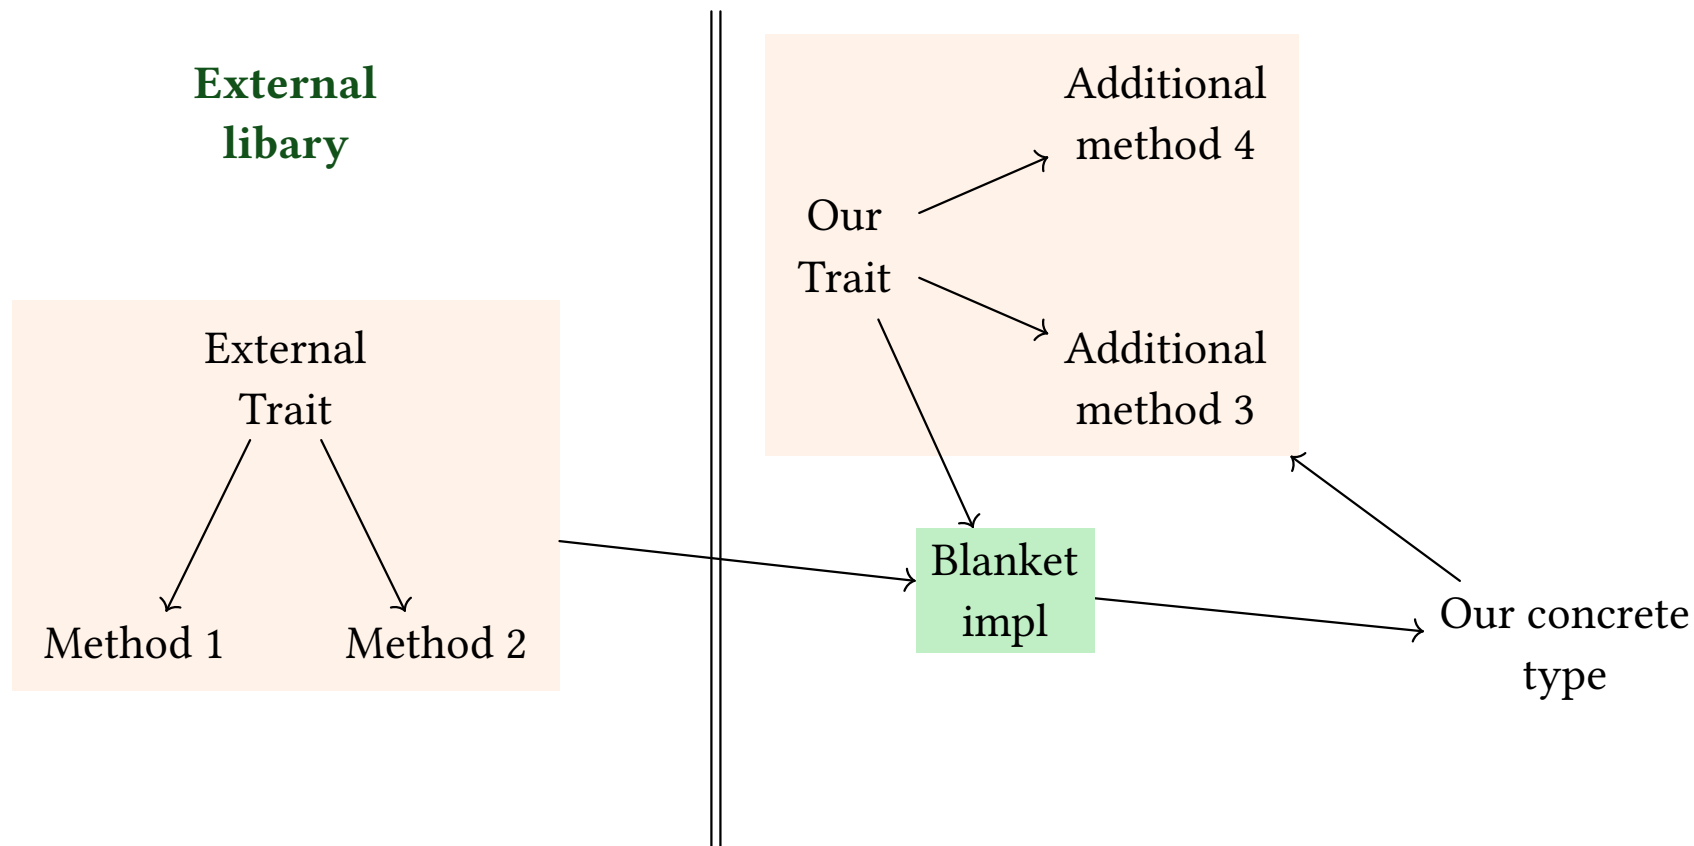 External
libary
External
Trait
Method 1
Method 2
Additional
method 4
Our
Trait
Additional
method 3
Blanket
impl
Our concrete
type